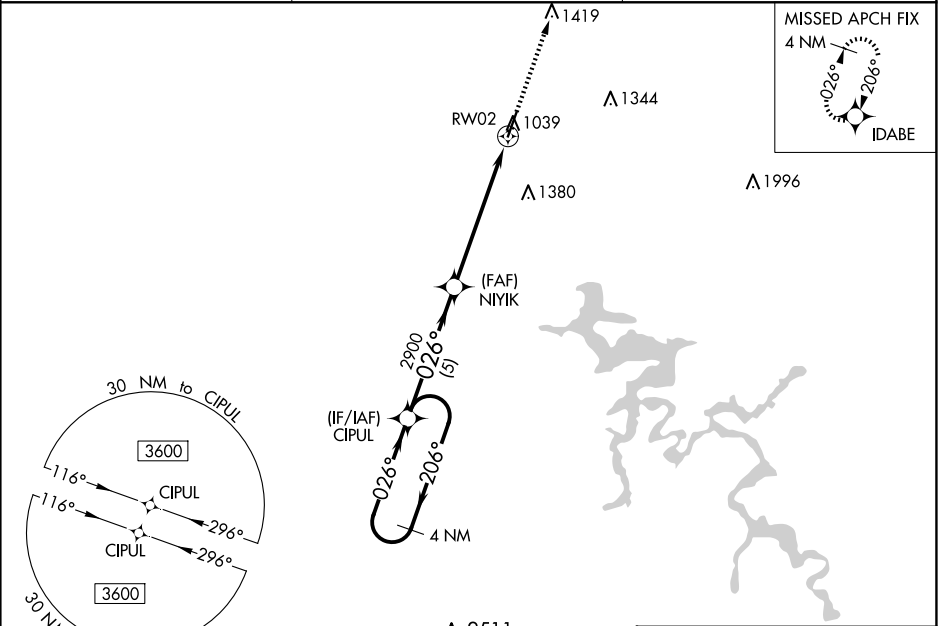 1419
MISSED APCH FIX
4 NM
026°
206°
IDABE
1344
RW02
1039
1380
1996
(FAF)
NIYIK
2900
026°
(5)
(IF/IAF)
CIPUL
026°
206°
4 NM
30 NM to CIPUL
3600
116°
CIPUL
296°
116°
CIPUL
296°
3600
30 NM